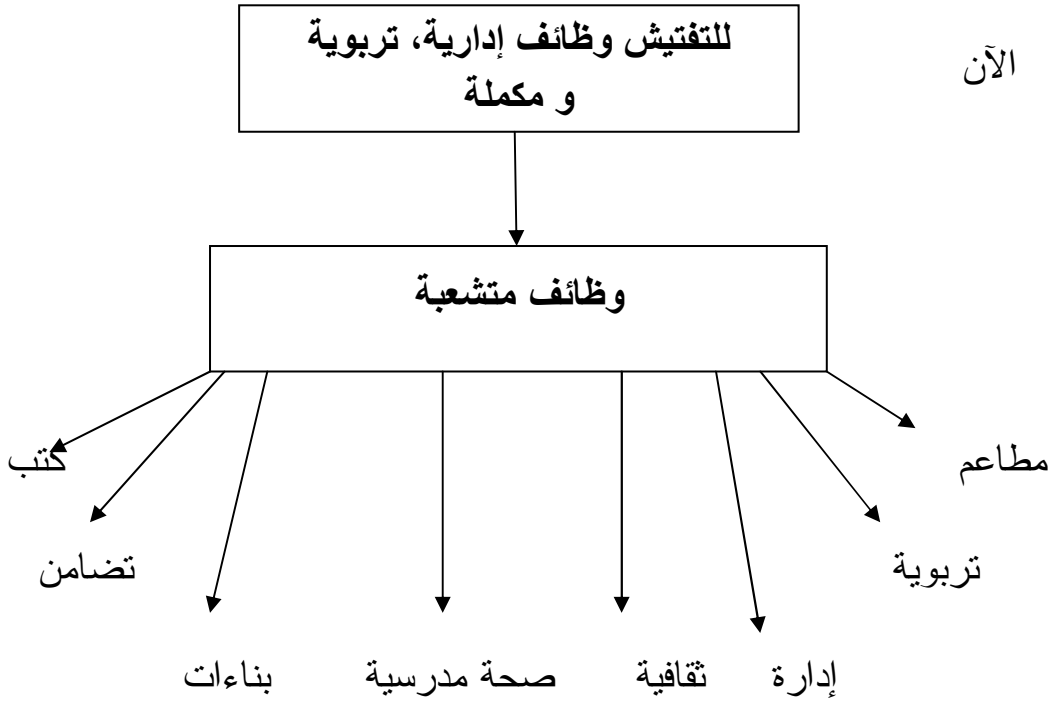 الآن
للتفتيش وظائف إدارية، تربوية
و مكملة
وظائف متشعبة
مطاعم
كتب
تربوية
تضامن
إدارة
ثقافية
صحة مدرسية
بناءات